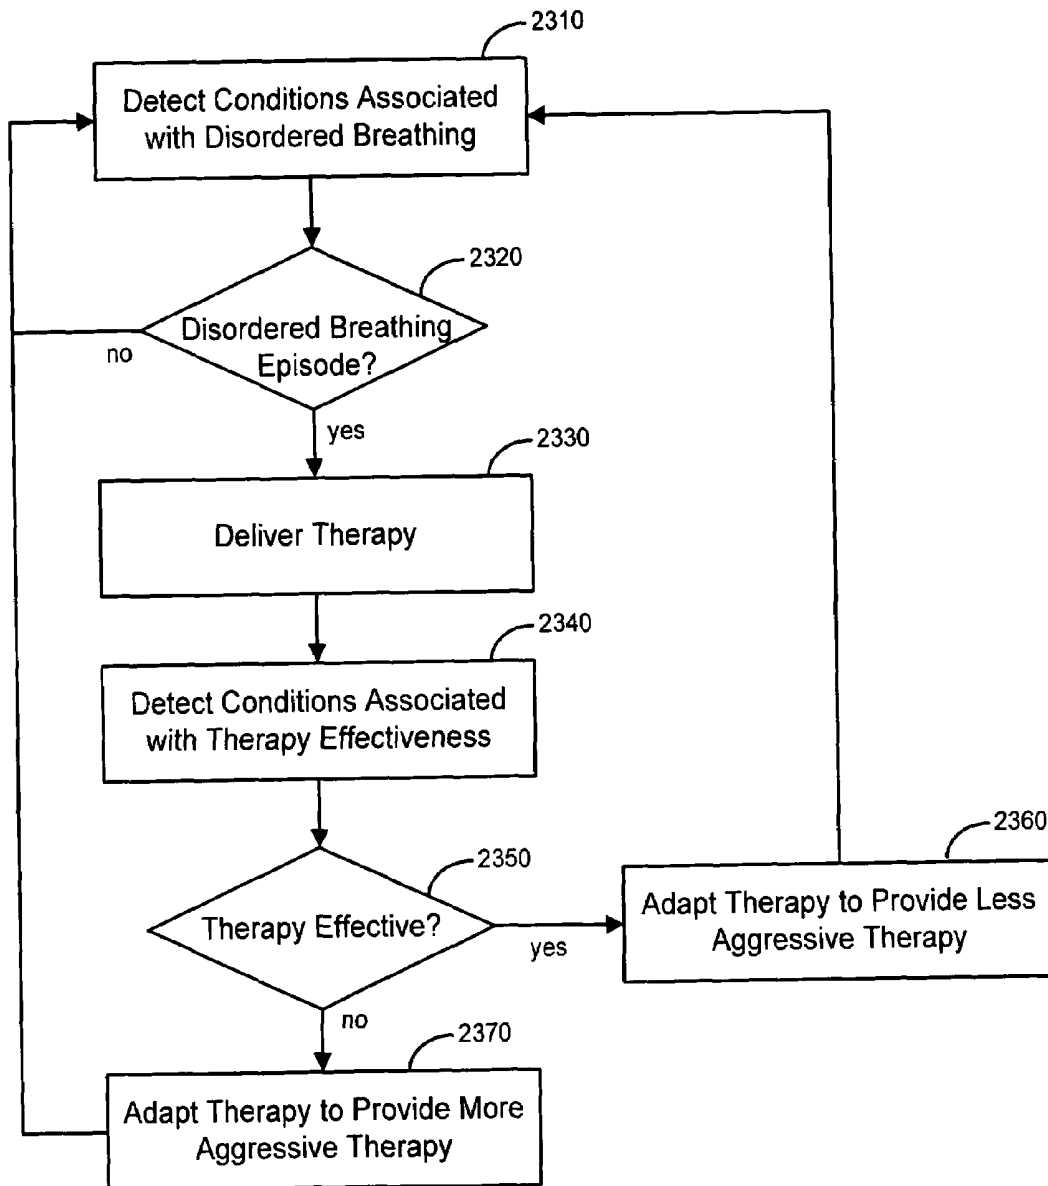 2310
Detect Conditions Associated
with Disordered Breathing
2320
Disordered Breathing
Episode?
no
yes
2330
Deliver Therapy
2340
Detect Conditions Associated
with Therapy Effectiveness
2350
Therapy Effective?
yes
no
2360
Adapt Therapy to Provide Less
Aggressive Therapy
2370
Adapt Therapy to Provide More
Aggressive Therapy